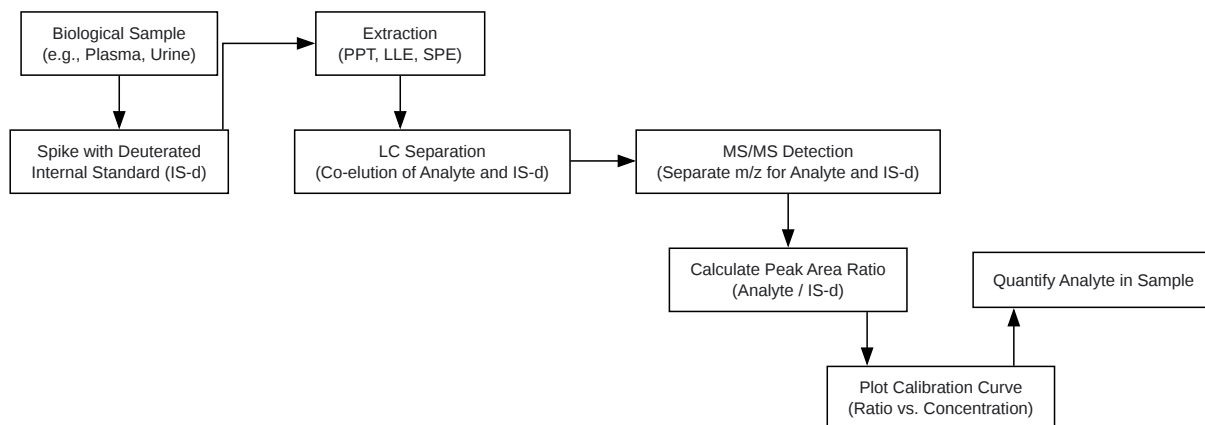 Biological Sample
(e.g., Plasma, Urine)
Spike with Deuterated
Internal Standard (IS-d)
Extraction
(PPT, LLE, SPE)
LC Separation
(Co-elution of Analyte and IS-d)
MS/MS Detection
(Separate m/z for Analyte and IS-d)
Calculate Peak Area Ratio
(Analyte / IS-d)
Plot Calibration Curve
(Ratio vs. Concentration)
Quantify Analyte in Sample